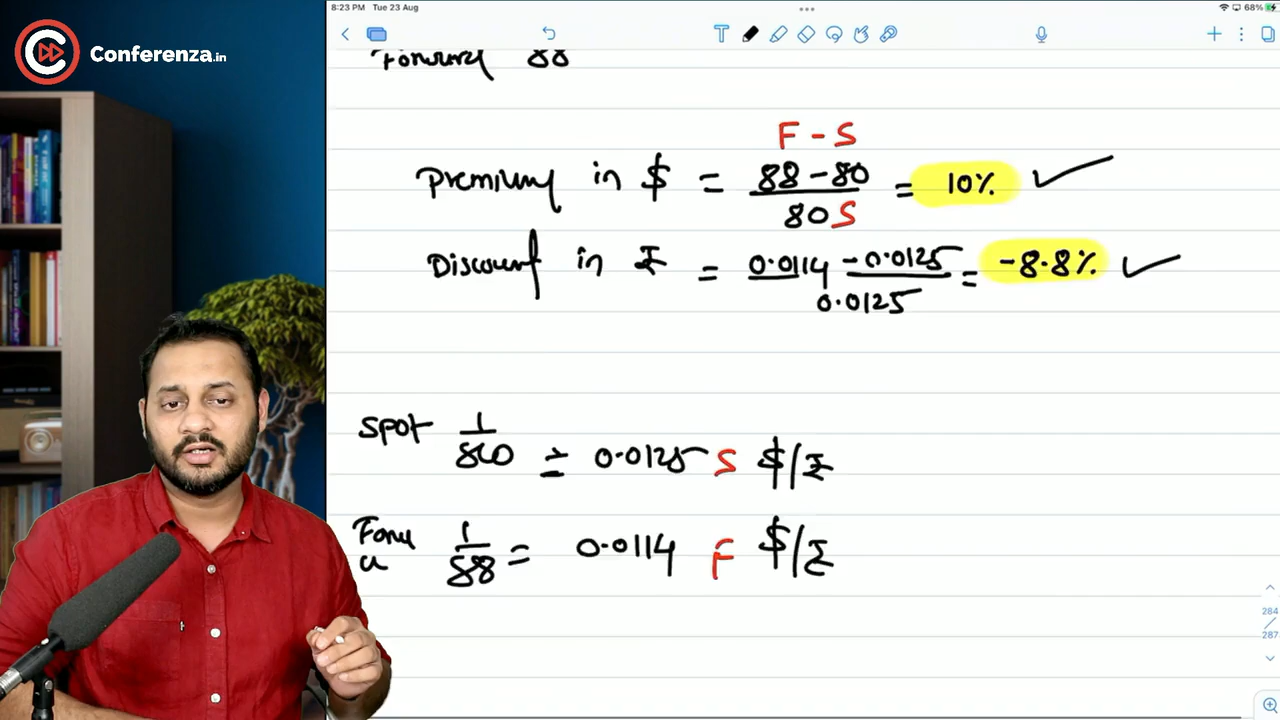 8:23 PM Tue 23 Aug
68%
Conferenza.in
Forward 88
F - S
Premium in $ = 88 - 80 / 80 S = 10% ✓
Discount in ₹ = 0.0114 - 0.0125 / 0.0125 = -8.8% ✓
Spot 1/80 = 0.0125 S $/₹
1/88 = 0.0114 F $/₹
284
/
287